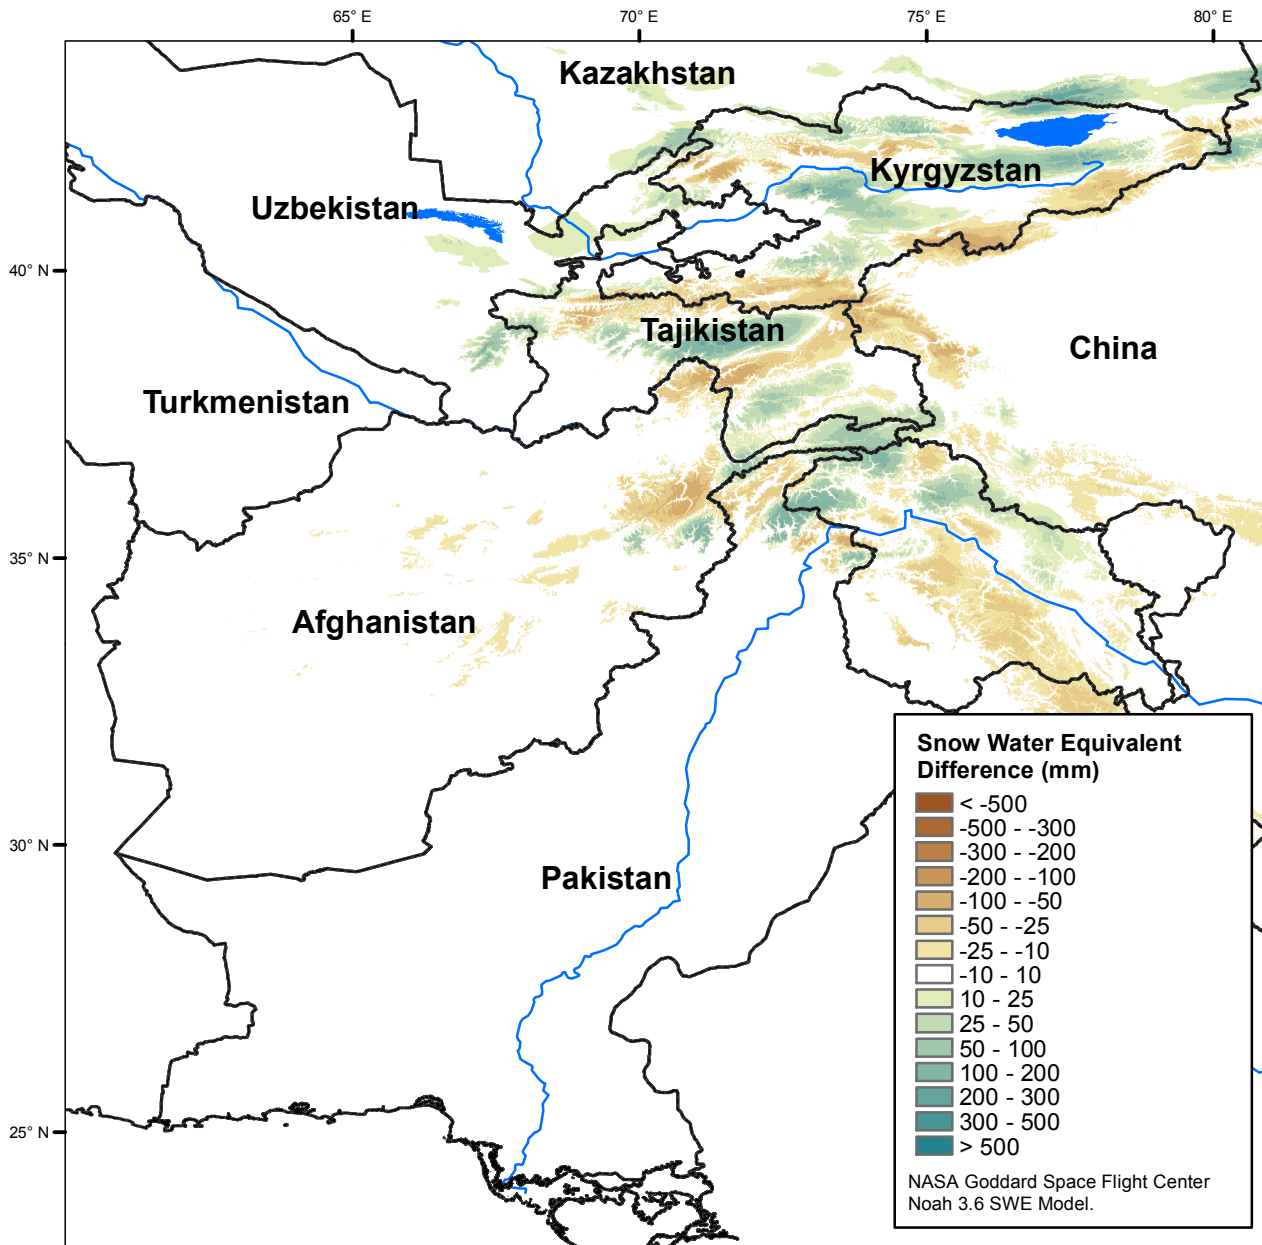 65° E
70° E
75° E
80° E
Kazakhstan
Kyrgyzstan
Uzbekistan
40° N
Tajikistan
China
Turkmenistan
35° N
Afghanistan
30° N
Pakistan
25° N
Snow Water Equivalent
Difference (mm)
< -500
-500 - -300
-300 - -200
-200 - -100
-100 - -50
-50 - -25
-25 - -10
-10 - 10
10 - 25
25 - 50
50 - 100
100 - 200
200 - 300
300 - 500
> 500
NASA Goddard Space Flight Center
Noah 3.6 SWE Model.